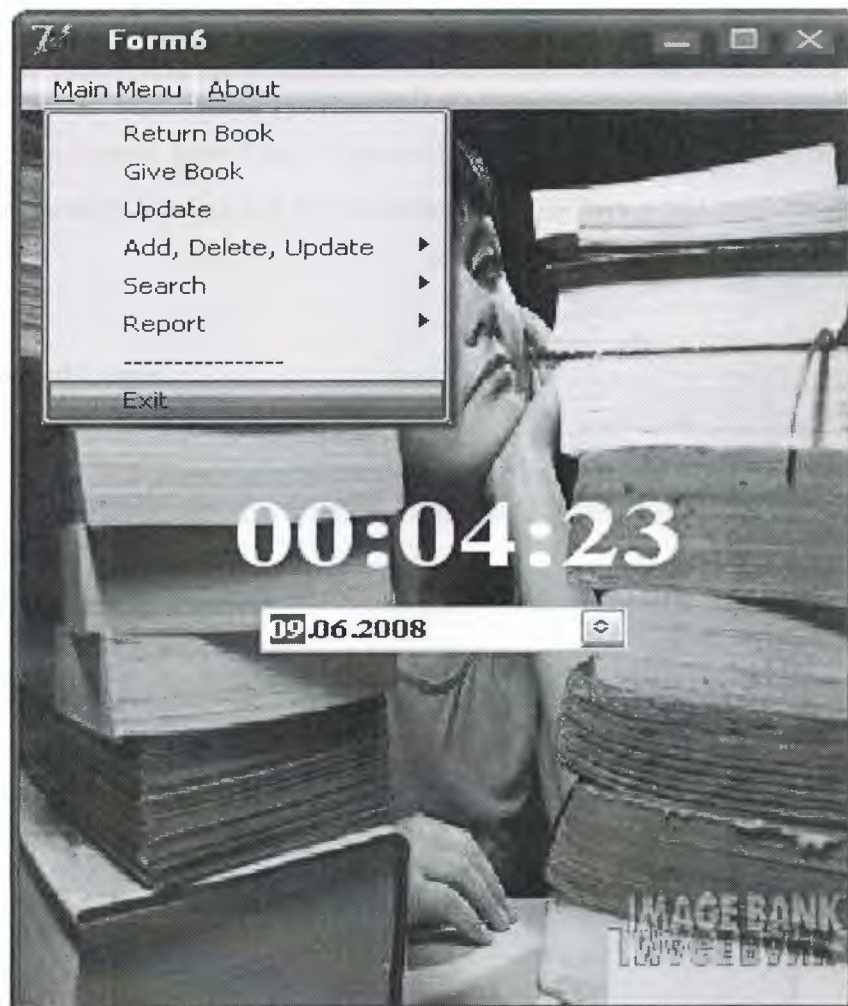 Form6
Main Menu About
Return Book
Give Book
Update
Add, Delete, Update
Search
Report
----------------
Exit
00:04:23
09.06.2008
IMAGE BANK